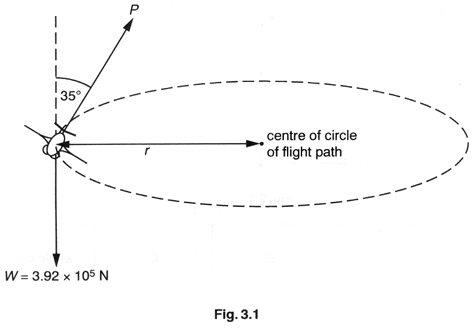 P
35°
r
centre of circle
of flight path
W = 3.92 × 10⁵ N
Fig. 3.1